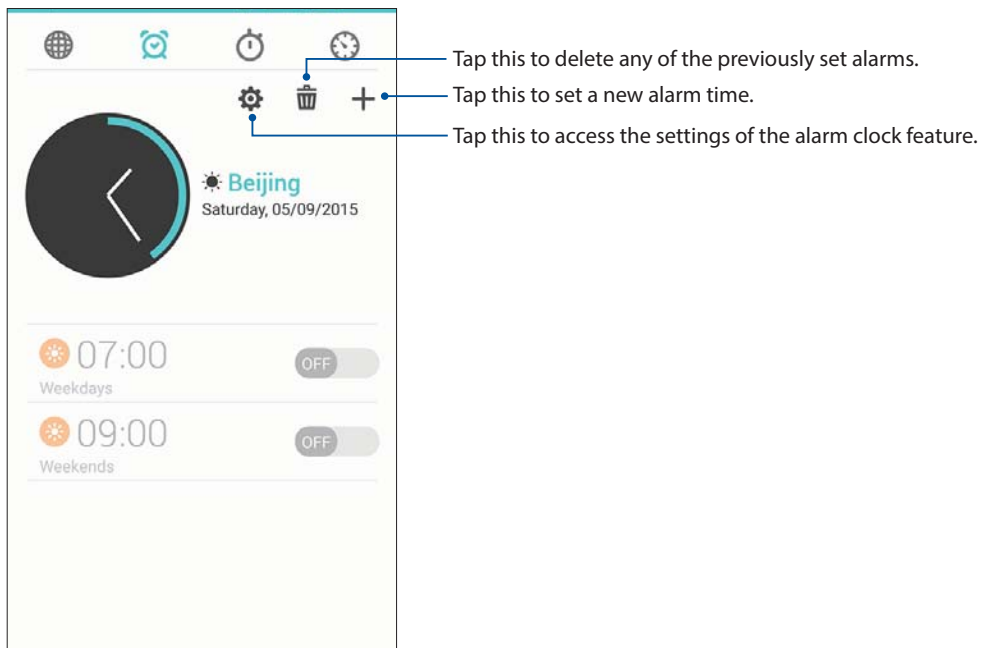 Tap this to delete any of the previously set alarms.
Tap this to set a new alarm time.
Tap this to access the settings of the alarm clock feature.
Beijing
Saturday, 05/09/2015
07:00
OFF
Weekdays
09:00
OFF
Weekends